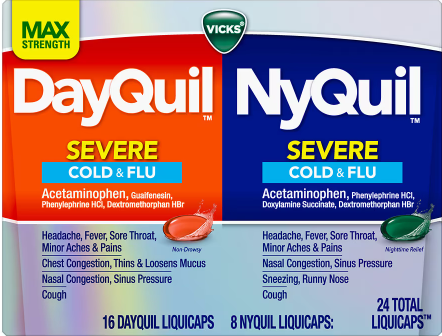 MAX
STRENGTH
VICKS
DayQuil™
SEVERE
COLD & FLU
Acetaminophen, Guaifenesin,
Phenylephrine HCl, Dextromethorphan HBr
Headache, Fever, Sore Throat,
Minor Aches & Pains
Non-Drowsy
Chest Congestion, Thins & Loosens Mucus
Nasal Congestion, Sinus Pressure
Cough
16 DAYQUIL LIQUICAPS
NyQuil™
SEVERE
COLD & FLU
Acetaminophen, Phenylephrine HCl,
Doxylamine Succinate, Dextromethorphan HBr
Headache, Fever, Sore Throat,
Minor Aches & Pains
Nighttime Relief
Nasal Congestion, Sinus Pressure
Sneezing, Runny Nose
Cough
8 NYQUIL LIQUICAPS:
24 TOTAL
LIQUICAPS™